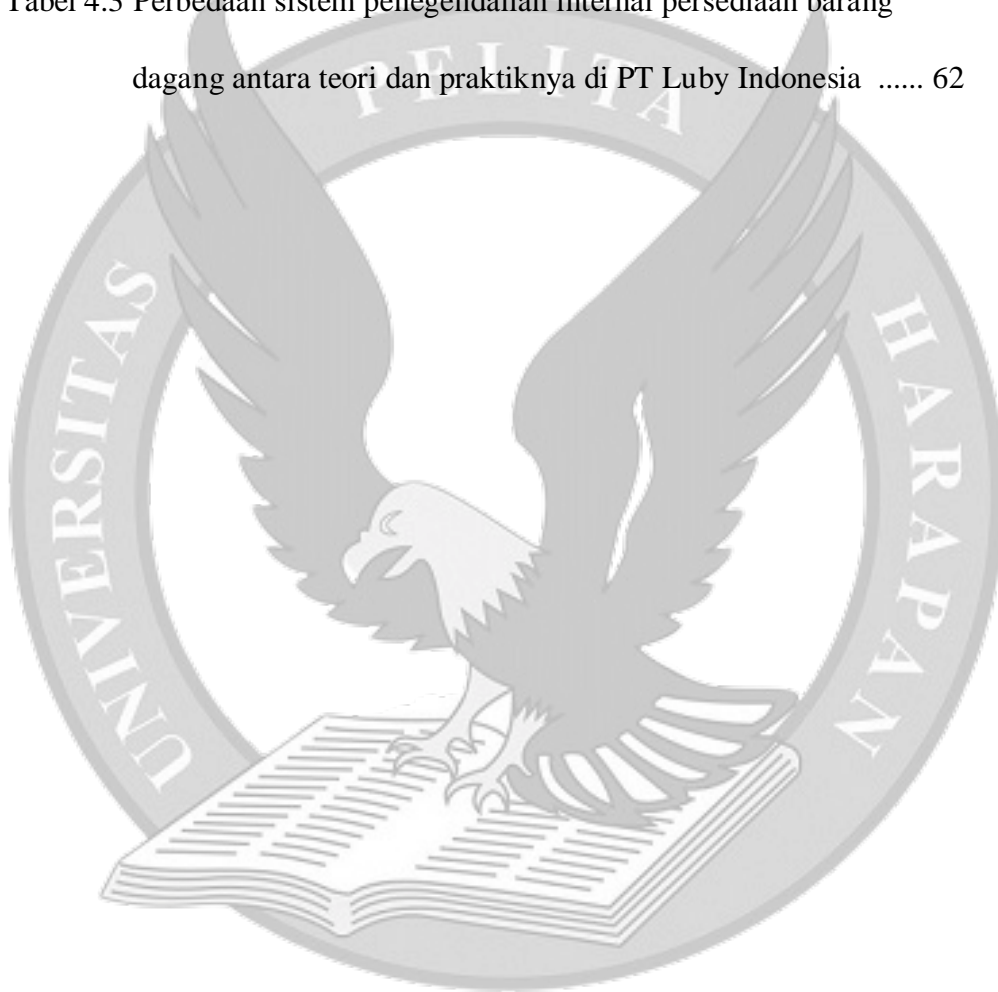 Tabel 4.3 Perbedaan sistem penegendalian internal persediaan barang
dagang antara teori dan praktiknya di PT Luby Indonesia ...... 62
UNIVERSITAS PELITA HARAPAN